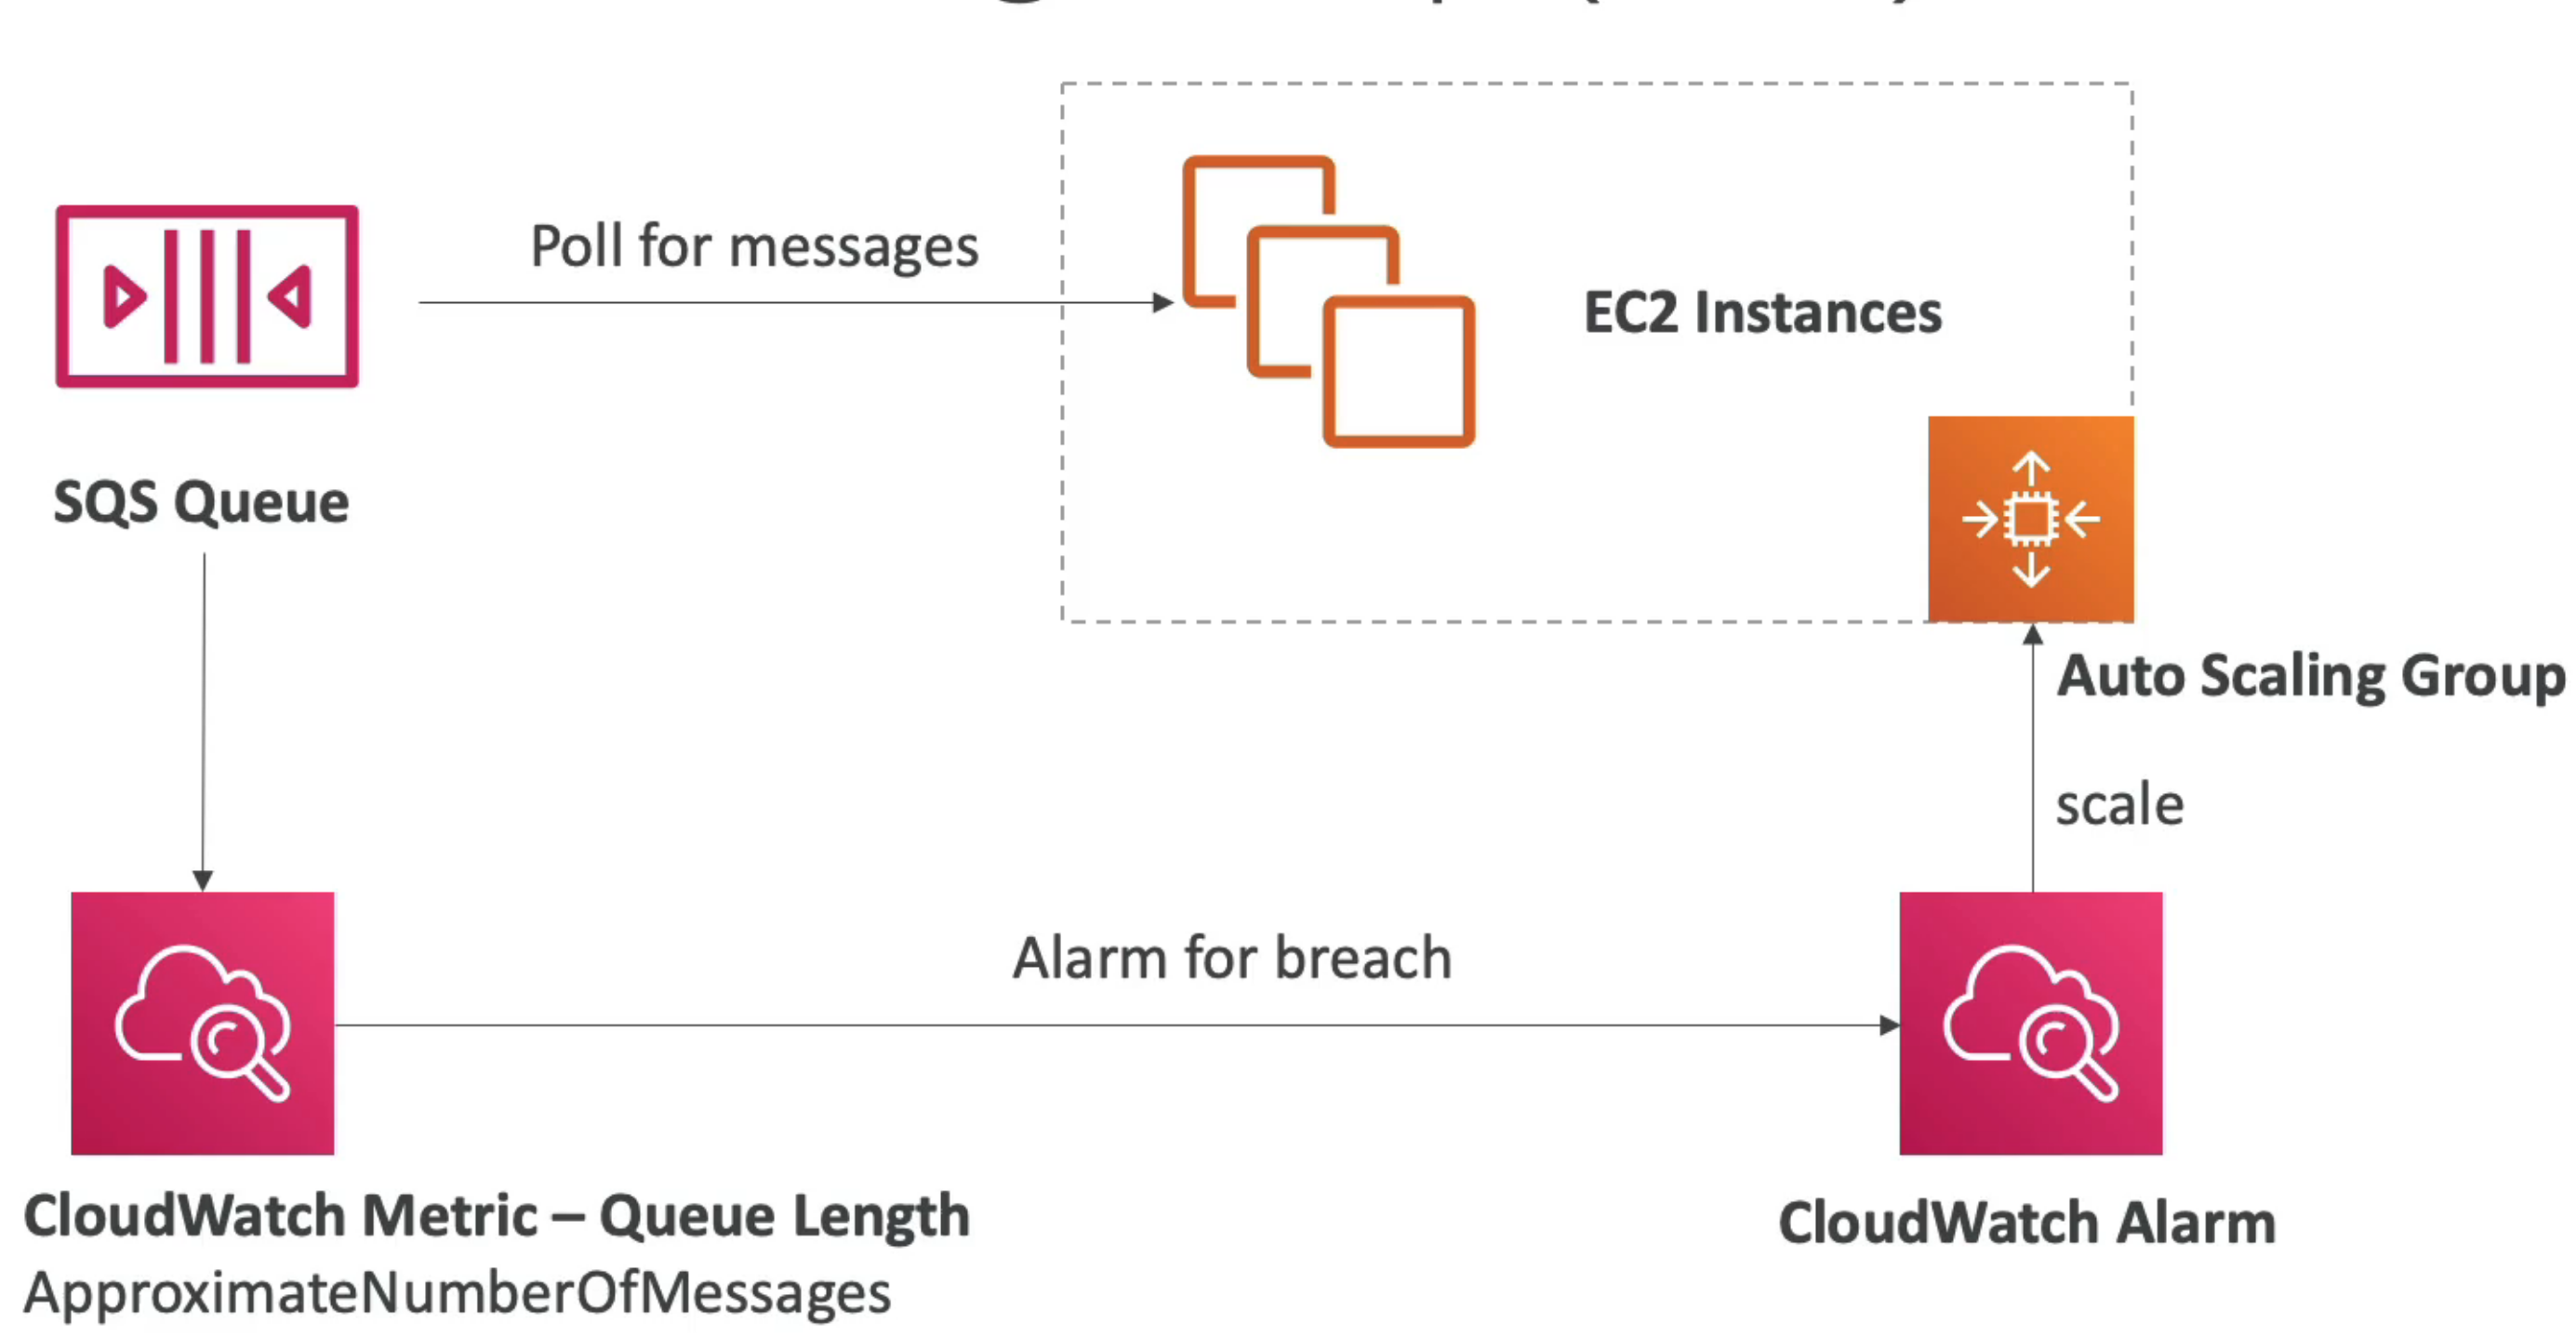 Poll for messages
EC2 Instances
SQS Queue
Auto Scaling Group
scale
Alarm for breach
CloudWatch Metric – Queue Length
ApproximateNumberOfMessages
CloudWatch Alarm